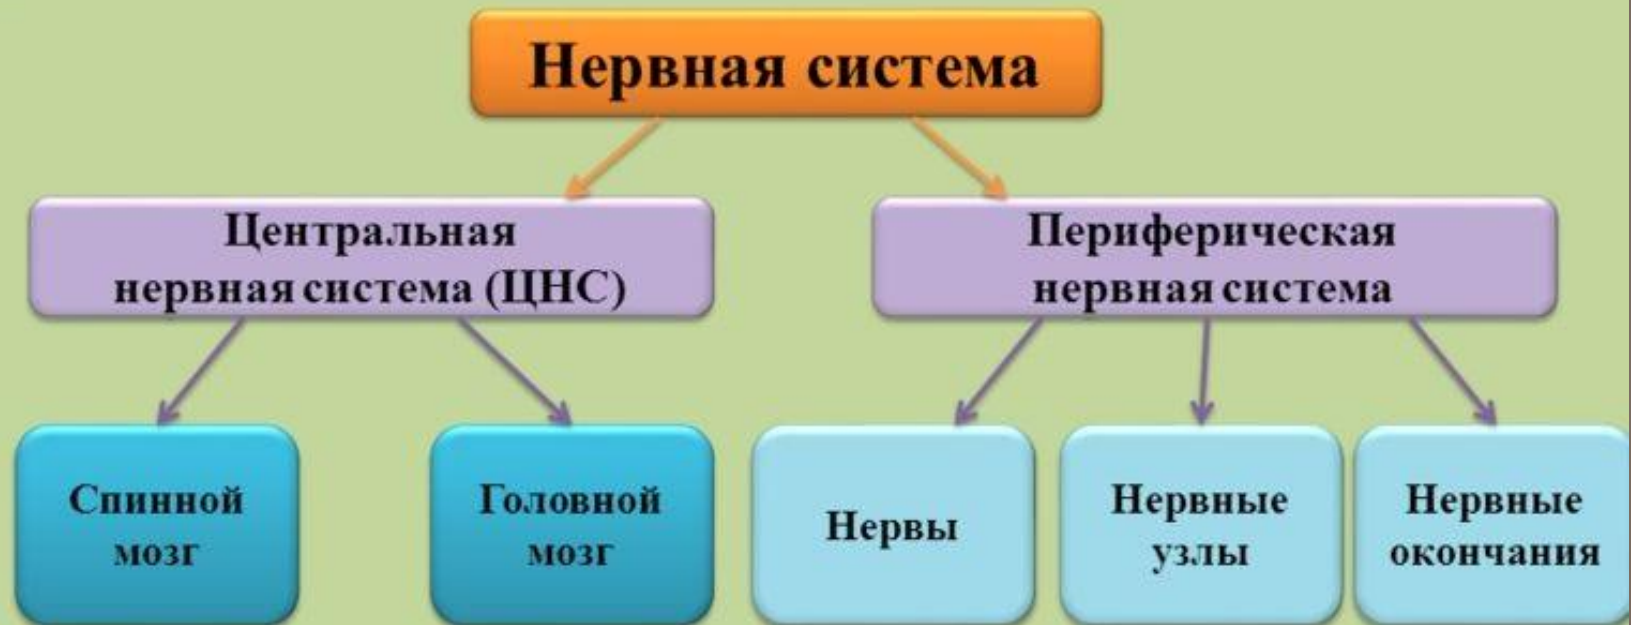 Нервная система
Центральная
нервная система (ЦНС)
Периферическая
нервная система
Спинной
мозг
Головной
мозг
Нервы
Нервные
узлы
Нервные
окончания